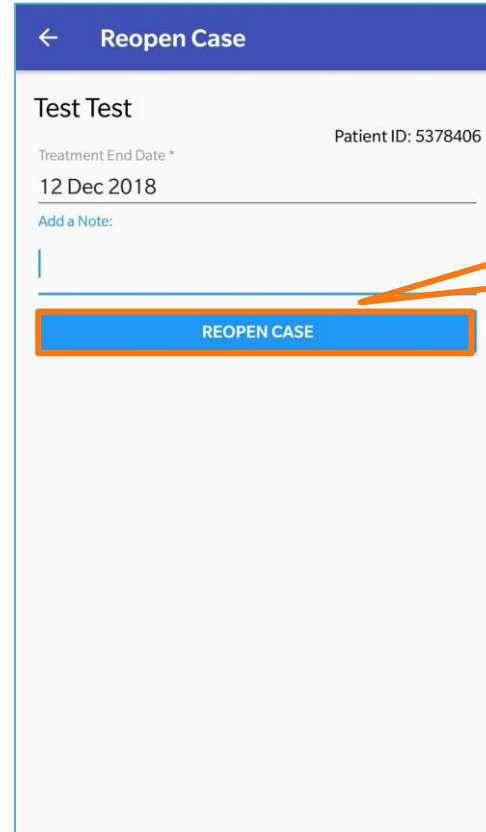 Reopen Case
Test Test
Patient ID: 5378406
Treatment End Date *
12 Dec 2018
Add a Note:
REOPEN CASE